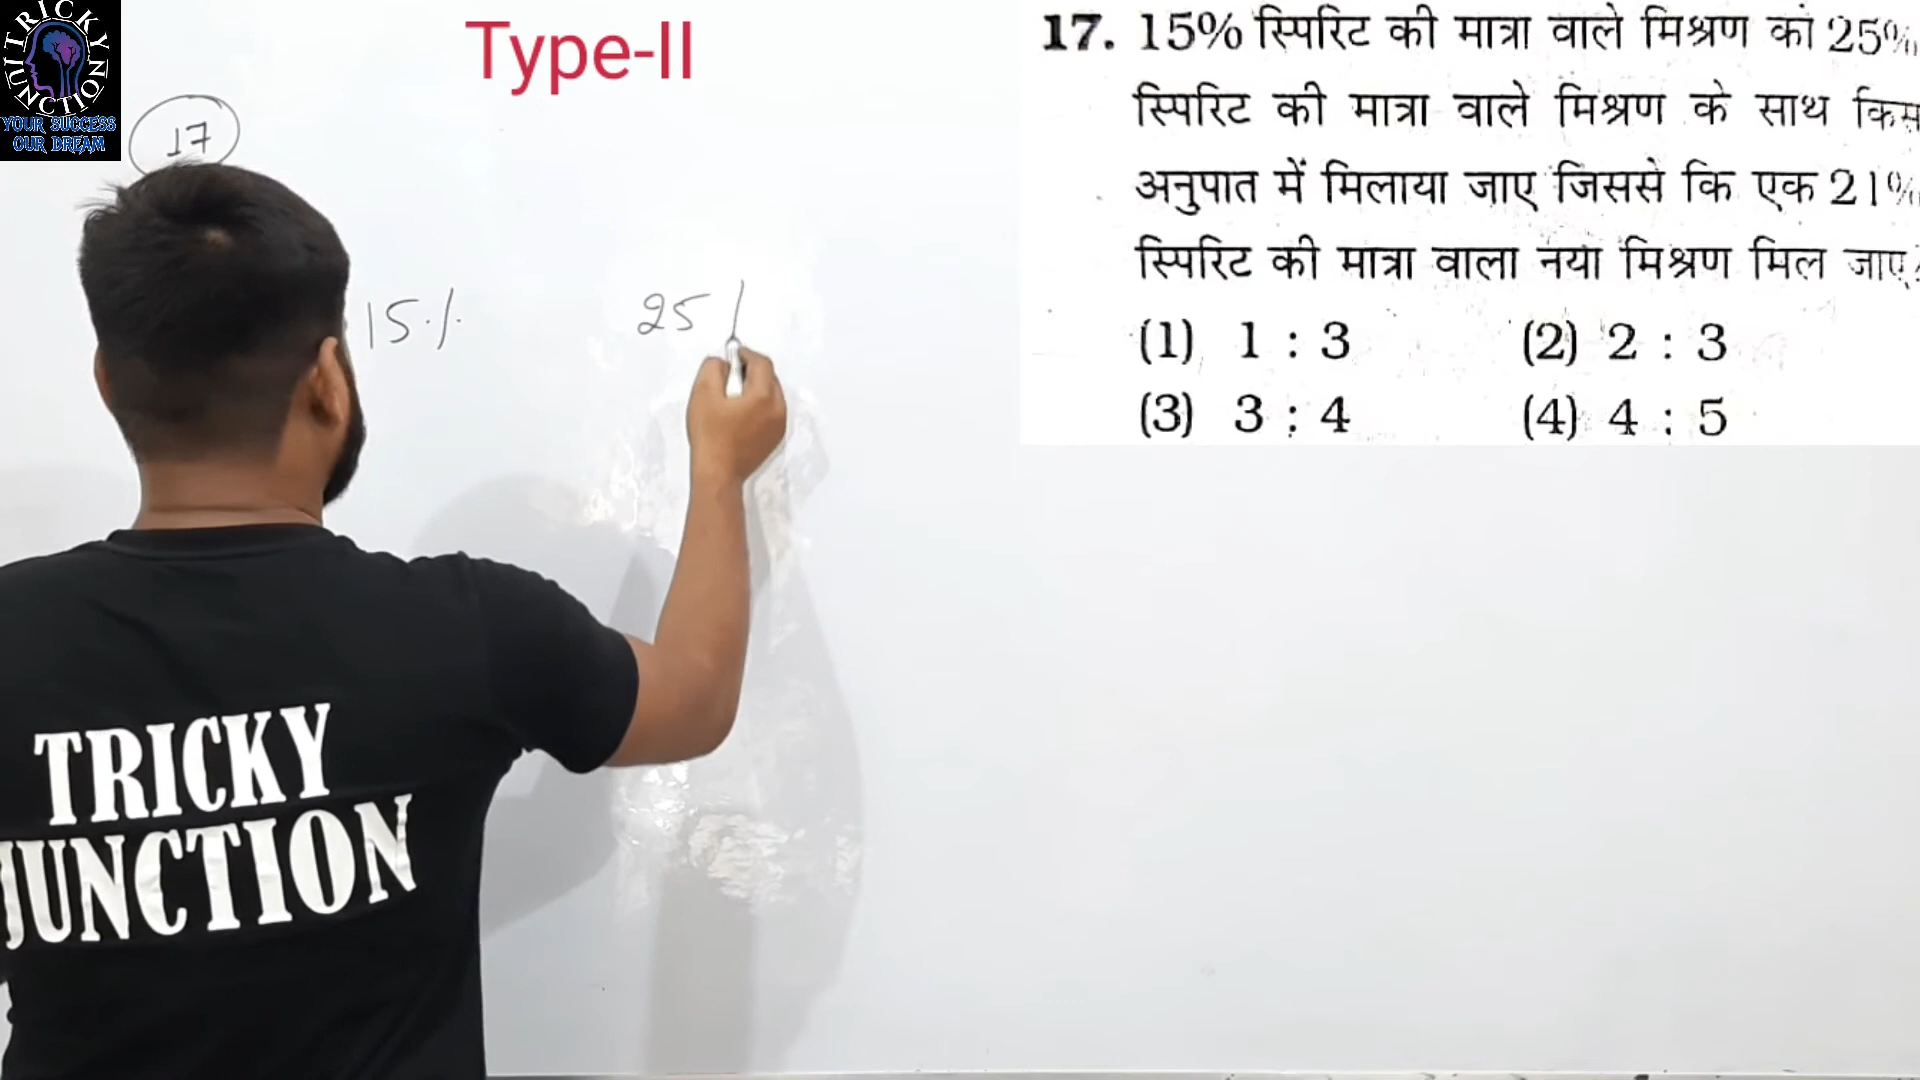 TRICKY
JUNCTION
YOUR SUCCESS
OUR DREAM
Type-II
17
15%
25 /
17. 15% स्पिरिट की मात्रा वाले मिश्रण को 25%
स्पिरिट की मात्रा वाले मिश्रण के साथ किस
अनुपात में मिलाया जाए जिससे कि एक 21%
स्पिरिट की मात्रा वाला नया मिश्रण मिल जाए?
(1) 1 : 3 (2) 2 : 3
(3) 3 : 4 (4) 4 : 5
TRICKY
JUNCTION